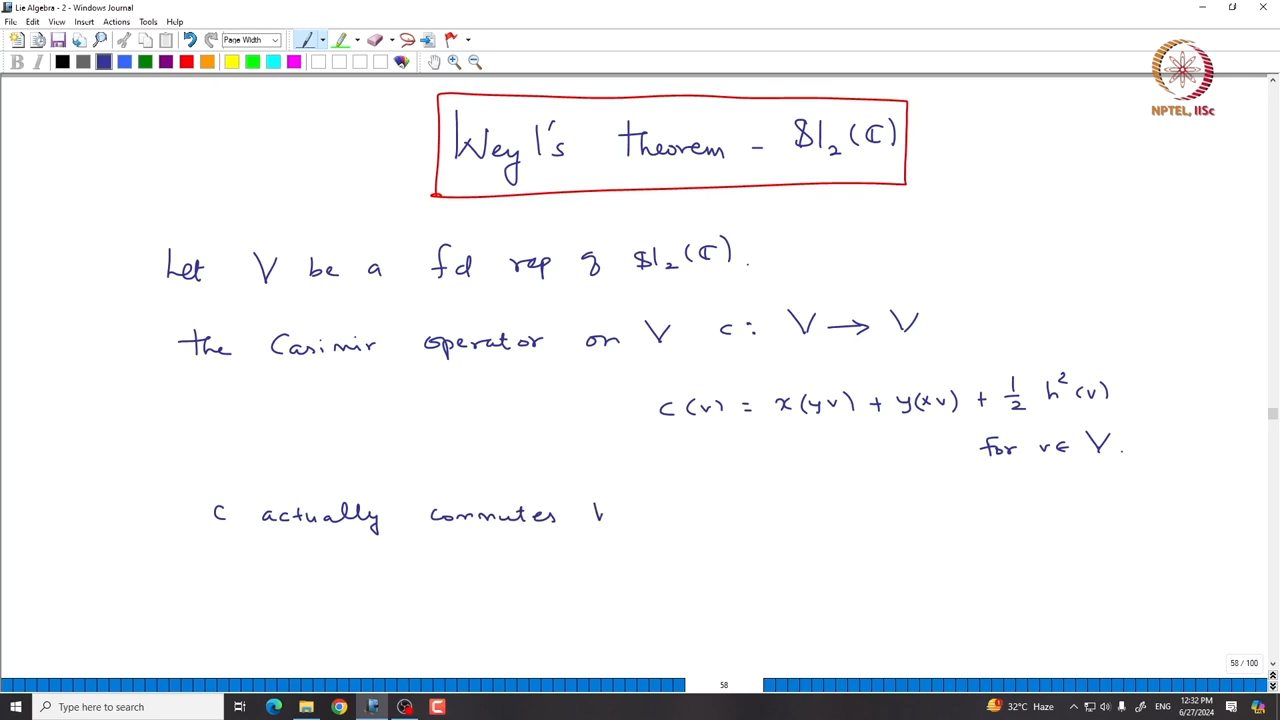 Lie Algebra - 2 - Windows Journal
File Edit View Insert Actions Tools Help
Page Width
B I
NPTEL, IISc
Weyl's theorem - $l₂(ℂ)
Let V be a fd rep of $l₂(ℂ).
the Casimir operator on V c: V → V
c(v) = x(yv) + y(xv) + 1/2 h²(v)
for v ∈ V.
c actually commutes
58 / 100
58
Type here to search
32°C Haze
ENG
12:32 PM
6/27/2024